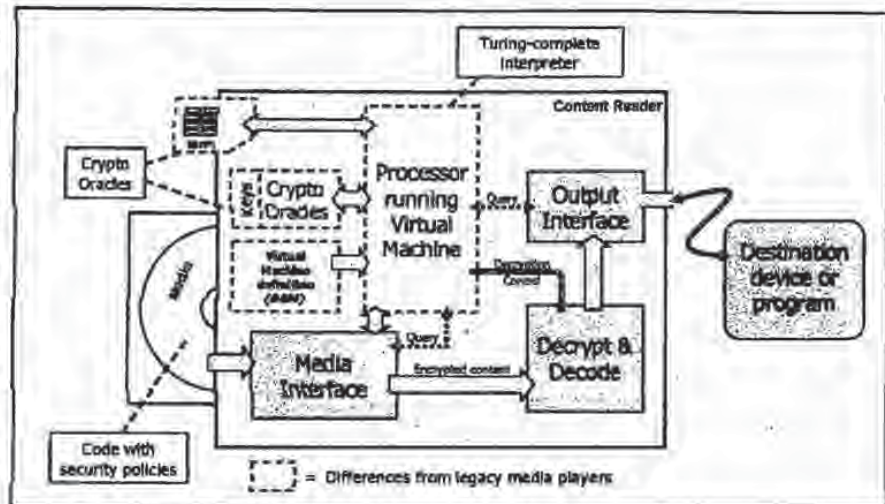 Turing-complete
interpreter
Content Reader
Crypto
Oracles
Keys
Crypto
Oracles
Processor
running
Virtual
Machine
Query
Output
Interface
Virtual
Machine
definition
(ROM)
Decryption
Control
Destination
device or
program
Media
Query
Media
Interface
Encrypted content
Decrypt &
Decode
Code with
security policies
= Differences from legacy media players